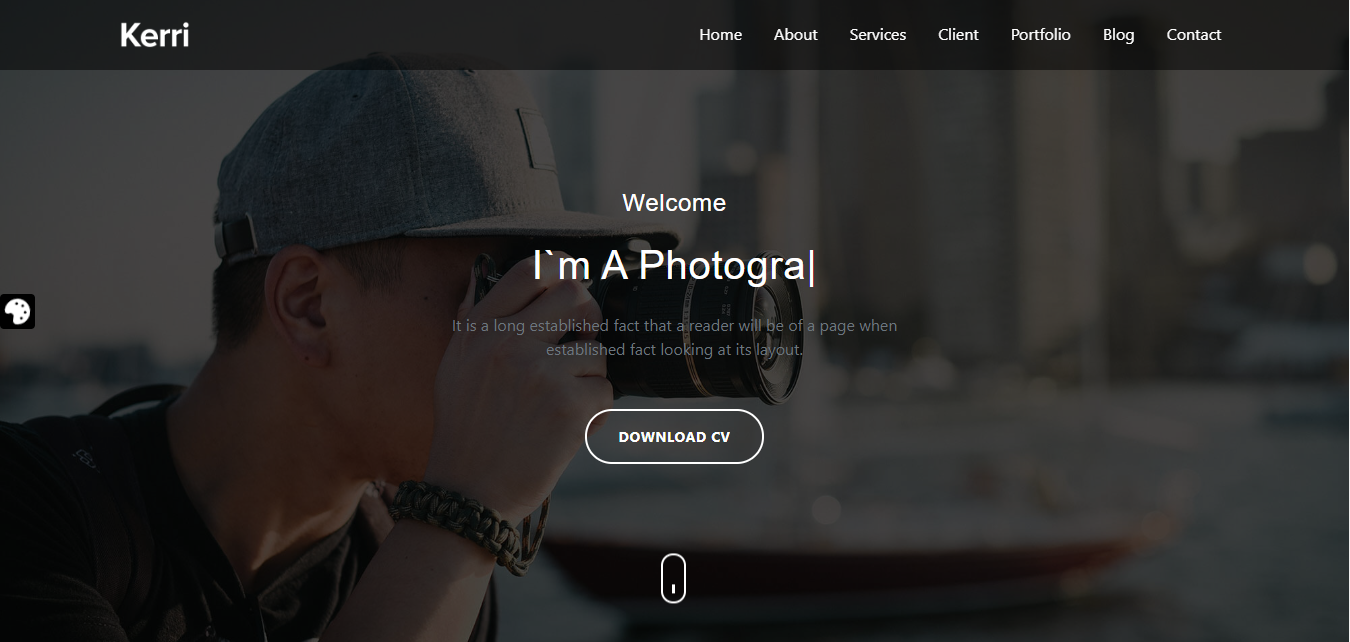 Kerri
Home About Services Client Portfolio Blog Contact
Welcome
I`m A Photogra|
It is a long established fact that a reader will be of a page when
established fact looking at its layout.
DOWNLOAD CV